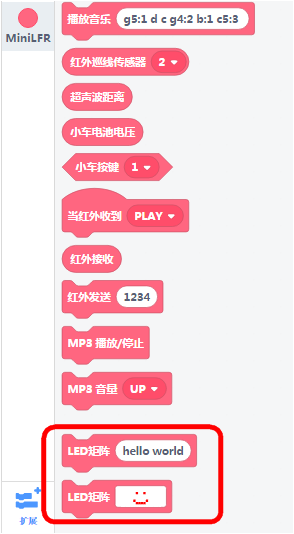 播放音乐 g5:1 d c g4:2 b:1 c5:3
MiniLFR
红外巡线传感器 2
超声波距离
小车电池电压
小车按键 1
当红外收到 PLAY
红外接收
红外发送 1234
MP3 播放/停止
MP3 音量 UP
LED矩阵 hello world
LED矩阵
扩展